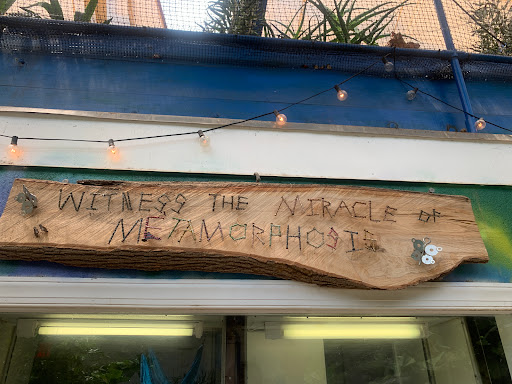 WITNESS THE MIRACLE OF
METAMORPHOSIS